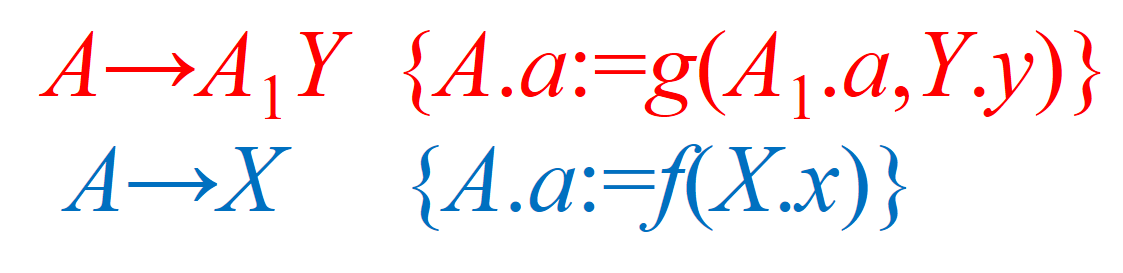 A→A₁Y {A.a:=g(A₁.a,Y.y)}
A→X {A.a:=f(X.x)}